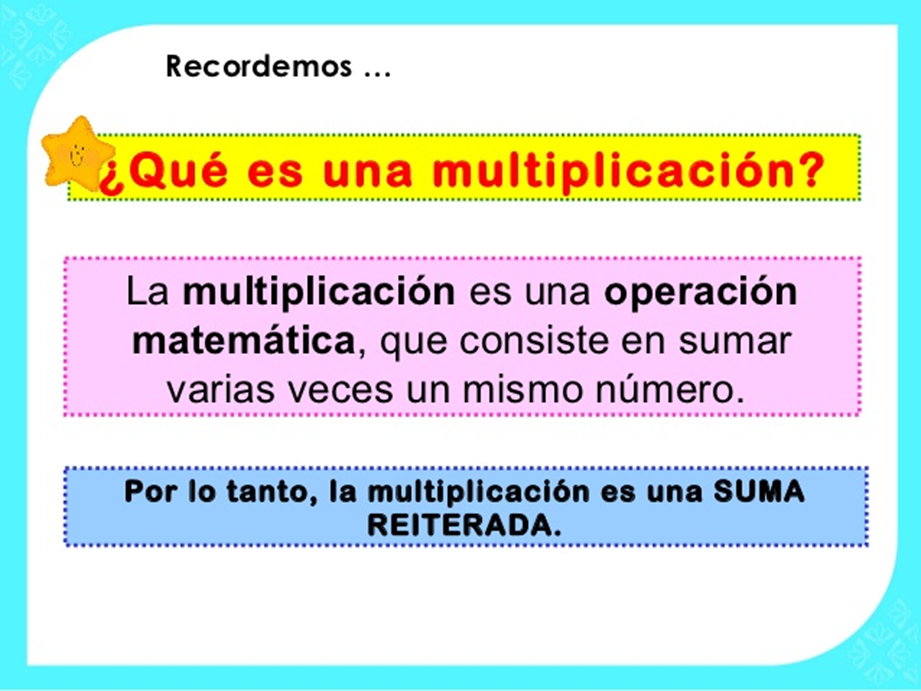 Recordemos ...
¿Qué es una multiplicación?
La multiplicación es una operación
matemática, que consiste en sumar
varias veces un mismo número.
Por lo tanto, la multiplicación es una SUMA
REITERADA.